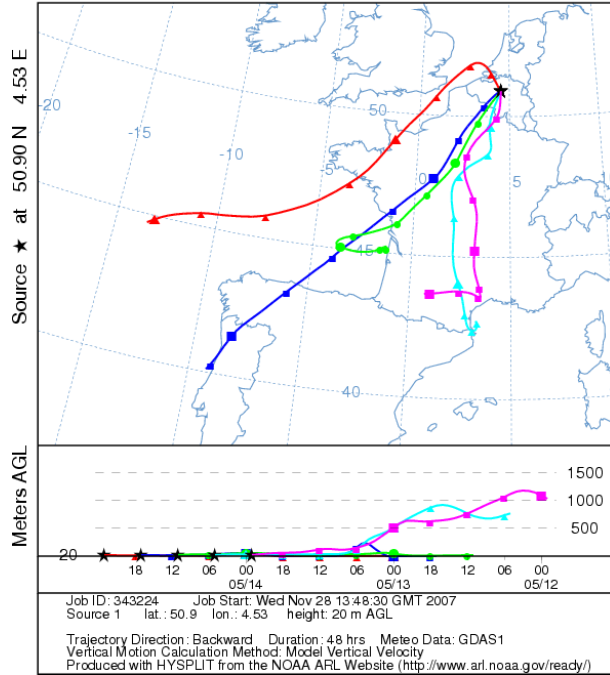 -20
-15
-10
-5
0
5
50
45
40
Source ★ at 50.90 N 4.53 E
Meters AGL
1500
1000
500
20
18 12 06 00 18 12 06 00 18 12 06 00
05/14 05/13 05/12
Job ID: 343224 Job Start: Wed Nov 28 13:48:30 GMT 2007
Source 1 lat.: 50.9 lon.: 4.53 height: 20 m AGL
Trajectory Direction: Backward Duration: 48 hrs Meteo Data: GDAS1
Vertical Motion Calculation Method: Model Vertical Velocity
Produced with HYSPLIT from the NOAA ARL Website (http://www.arl.noaa.gov/ready/)